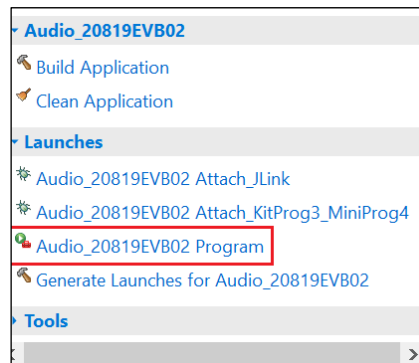 Audio_20819EVB02
Build Application
Clean Application
Launches
Audio_20819EVB02 Attach_JLink
Audio_20819EVB02 Attach_KitProg3_MiniProg4
Audio_20819EVB02 Program
Generate Launches for Audio_20819EVB02
Tools